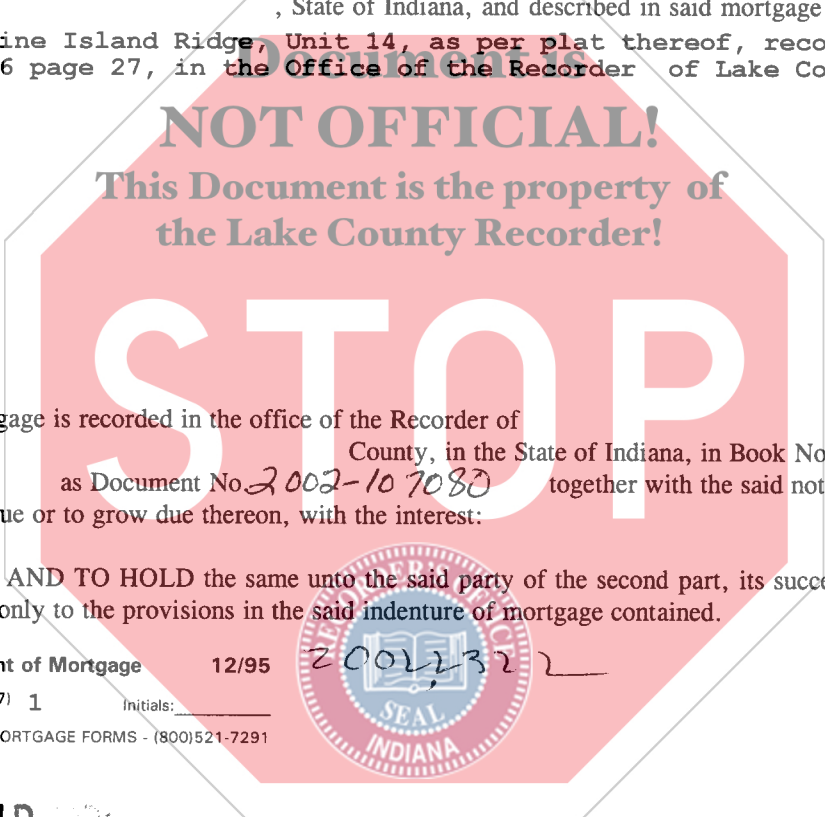 , State of Indiana, and described in said mortgage
ine Island Ridge, Unit 14, as per plat thereof, reco
6 page 27, in the Office of the Recorder of Lake Co
Document is
NOT OFFICIAL!
This Document is the property of
the Lake County Recorder!
STOP
gage is recorded in the office of the Recorder of
County, in the State of Indiana, in Book No
as Document No. 2002-107080 together with the said not
ue or to grow due thereon, with the interest:
AND TO HOLD the same unto the said party of the second part, its succe
only to the provisions in the said indenture of mortgage contained.
nt of Mortgage 12/95
7) 1 Initials:
ORTGAGE FORMS - (800)521-7291
RECORDER'S OFFICE
SEAL
INDIANA